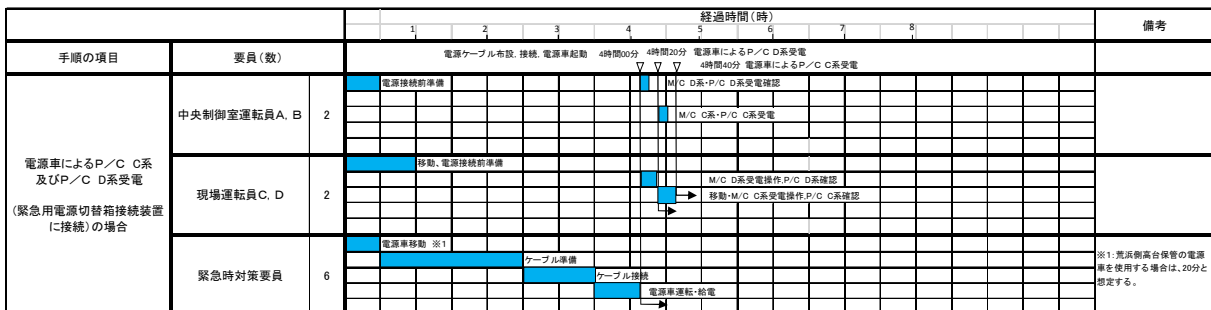 経過時間(時)
備考
1 2 3 4 5 6 7 8
手順の項目
要員(数)
電源ケーブル布設,接続,電源車起動 4時間00分
4時間20分 電源車によるP/C D系受電
4時間40分 電源車によるP/C C系受電
電源車によるP/C C系
及びP/C D系受電
(緊急用電源切替箱接続装置
に接続)の場合
中央制御室運転員A,B
2
電源接続前準備
M/C D系・P/C D系受電確認
M/C C系・P/C C系受電
現場運転員C,D
2
移動、電源接続前準備
M/C D系受電操作,P/C D系確認
移動・M/C C系受電操作,P/C C系確認
緊急時対策要員
6
電源車移動 ※1
ケーブル準備
ケーブル接続
電源車運転・給電
※1:荒浜側高台保管の電源
車を使用する場合は、20分と
想定する。